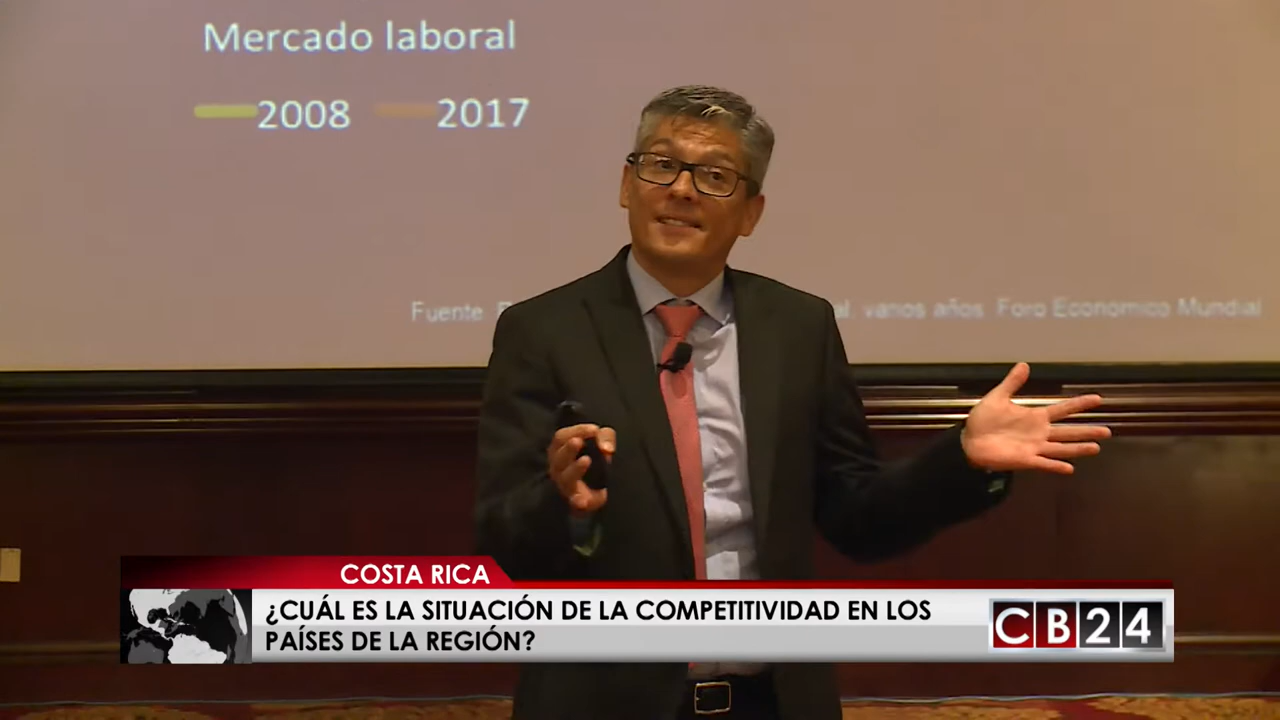 Mercado laboral
2008 2017
Fuente
vanos años Foro Economico Mundial
COSTA RICA
¿CUÁL ES LA SITUACIÓN DE LA COMPETITIVIDAD EN LOS
PAÍSES DE LA REGIÓN?
CB24